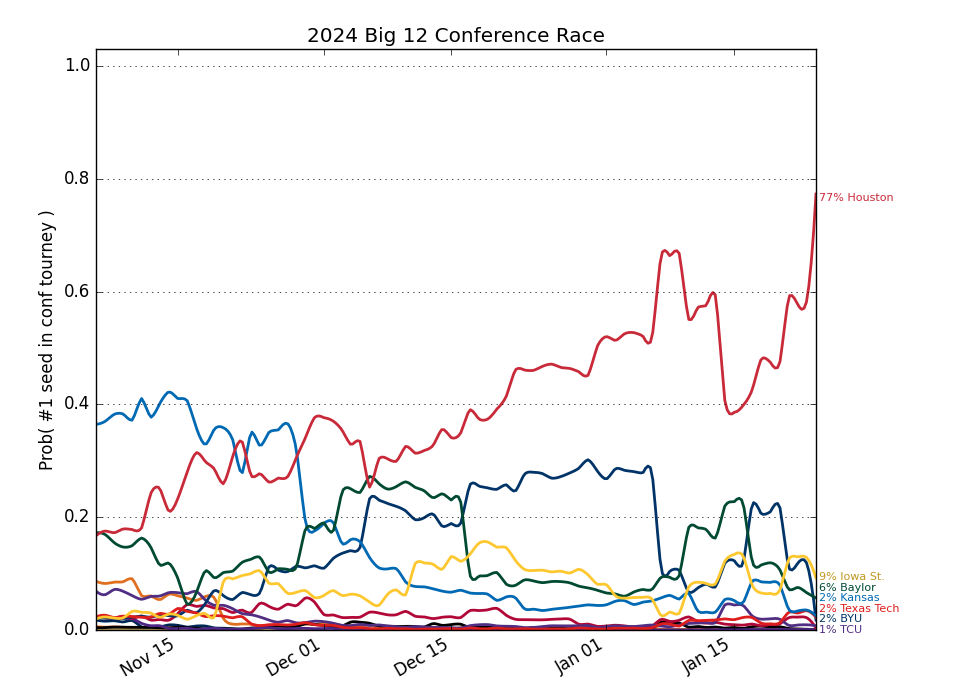 2024 Big 12 Conference Race
Prob( #1 seed in conf tourney )
1.0
0.8
0.6
0.4
0.2
0.0
77% Houston
9% Iowa St.
6% Baylor
2% Kansas
2% Texas Tech
2% BYU
1% TCU
Nov 15
Dec 01
Dec 15
Jan 01
Jan 15